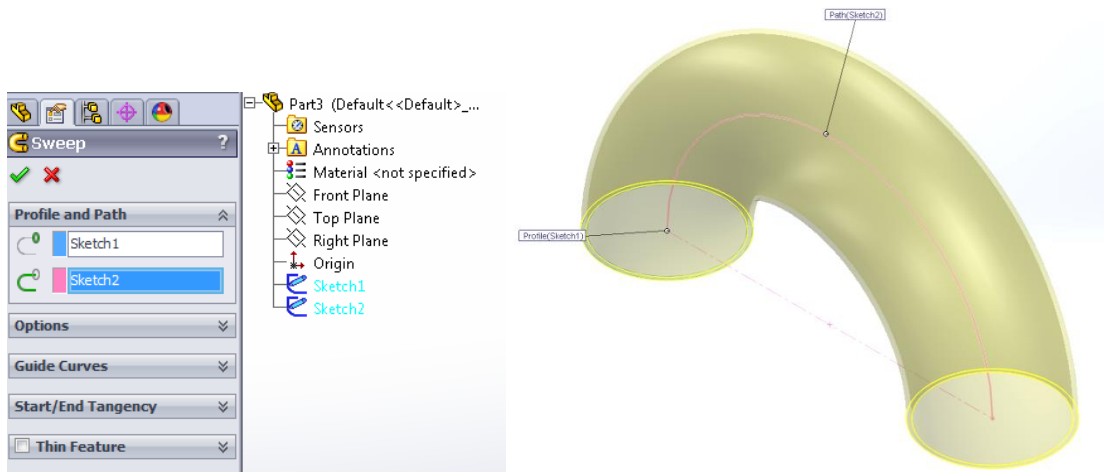 Sweep ?
Profile and Path
Sketch1
Sketch2
Options
Guide Curves
Start/End Tangency
Thin Feature
Part3 (Default<<Default>_...
Sensors
A Annotations
Material <not specified>
Front Plane
Top Plane
Right Plane
Origin
Sketch1
Sketch2
Path(Sketch2)
Profile(Sketch1)